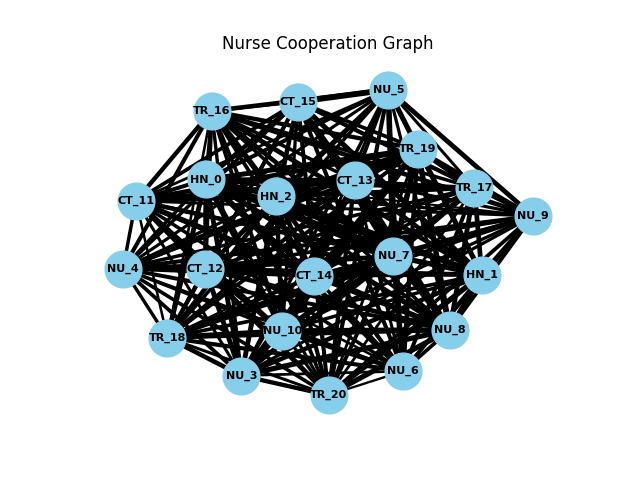 Nurse Cooperation Graph
NU_5
CT_15
TR_16
TR_19
HN_0
CT_13
TR_17
HN_2
CT_11
NU_9
NU_7
NU_4
CT_12
CT_14
HN_1
NU_10
NU_8
TR_18
NU_6
NU_3
TR_20